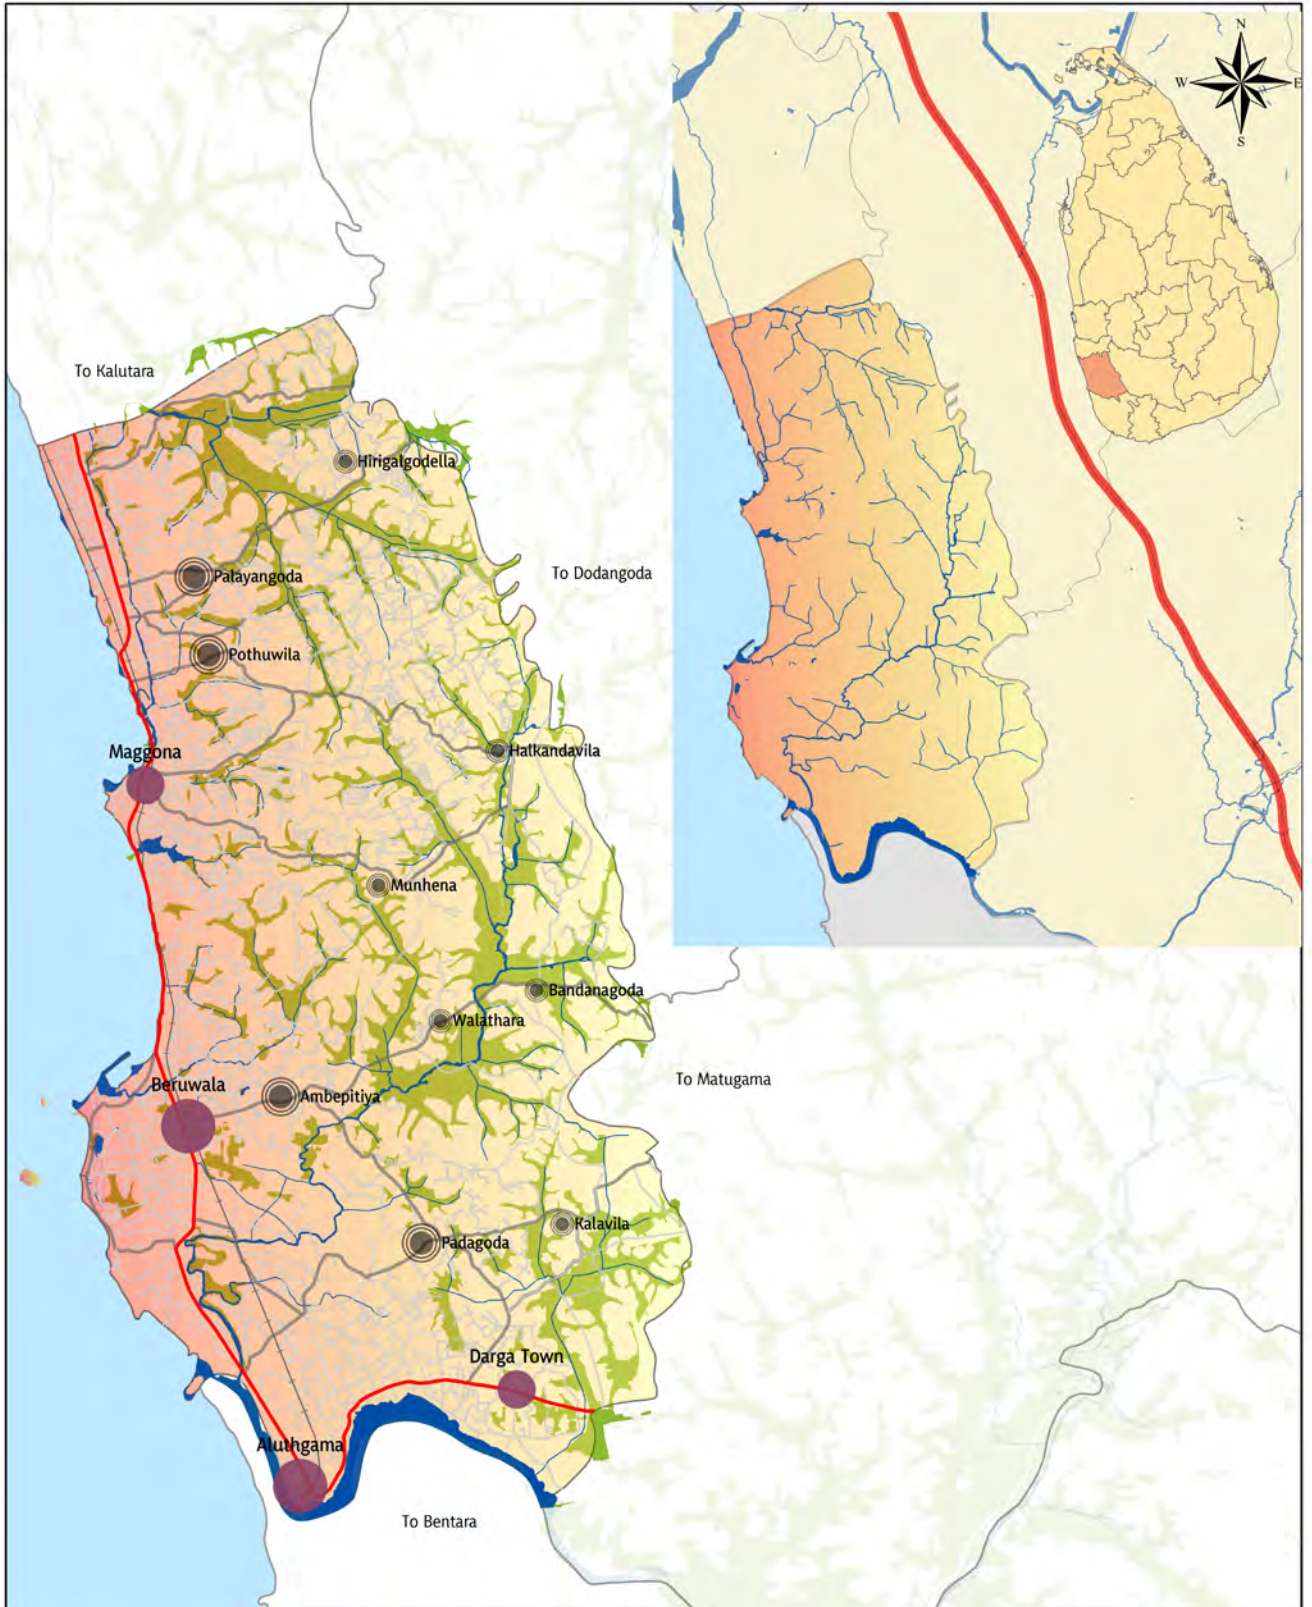 N
W
E
S
To Kalutara
Hirigalgodella
Palayangoda
To Dodangoda
Pothuwila
Maggona
Halkandavila
Munhena
Bandanagoda
Walathara
To Matugama
Beruwala
Ambepitiya
Kalavila
Padagoda
Darga Town
Aluthgama
To Bentara